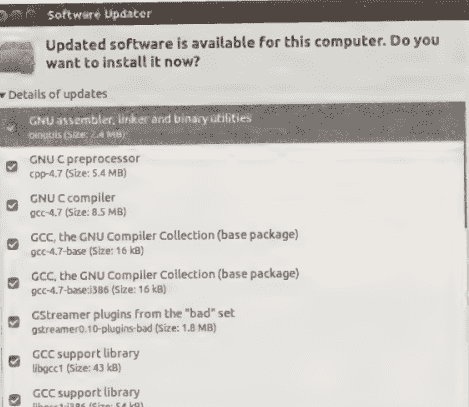 Software Updater
Updated software is available for this computer. Do you
want to install it now?
Details of updates
GNU assembler, linker and binary utilities
binutils (Size: 2.4 MB)
GNU C preprocessor
cpp-4.7 (Size: 5.4 MB)
GNU C compiler
gcc-4.7 (Size: 8.5 MB)
GCC, the GNU Compiler Collection (base package)
gcc-4.7-base (Size: 16 kB)
GCC, the GNU Compiler Collection (base package)
gcc-4.7-base:i386 (Size: 16 kB)
GStreamer plugins from the "bad" set
gstreamer0.10-plugins-bad (Size: 1.8 MB)
GCC support library
libgcc1 (Size: 43 kB)
GCC support library
libgcc1:i386 (Size: 54 kB)